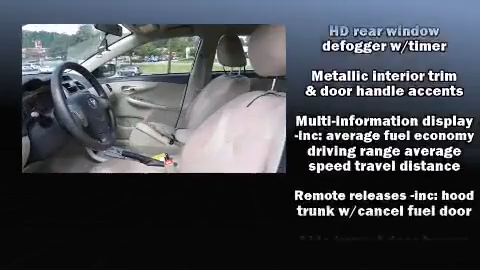 HD rear window
defogger w/timer
Metallic interior trim
& door handle accents
Multi-information display
-inc: average fuel economy
driving range average
speed travel distance
Remote releases -inc: hood
trunk w/cancel fuel door